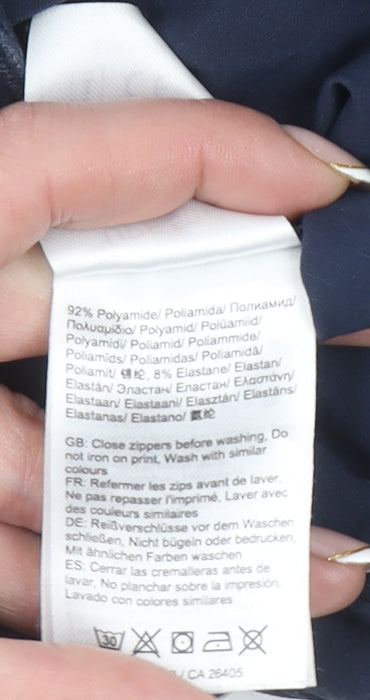 92% Polyamide/ Poliamida/ Полиамид/
Πολυαμίδιο/ Polyamid/ Polüamiid/
Polyamidi/ Poliamid/ Poliammide/
Poliamīds/ Poliamidas/ Poliamidă/
Poliamit/ 锦纶, 8% Elastane/ Elastan/
Elastán/ Эластан/ Еластан/ Ελαστάνη/
Elastaan/ Elastaani/ Elasztán/ Elastāns/
Elastanas/ Elastano/ 氨纶
GB: Close zippers before washing, Do
not iron on print, Wash with similar
colours
FR: Refermer les zips avant de laver,
Ne pas repasser l'imprimé, Laver avec
des couleurs similaires
DE: Reißverschlüsse vor dem Waschen
schließen, Nicht bügeln oder bedrucken,
Mit ähnlichen Farben waschen
ES: Cerrar las cremalleras antes de
lavar, No planchar sobre la impresión,
Lavado con colores similares
30
/ CA 26405